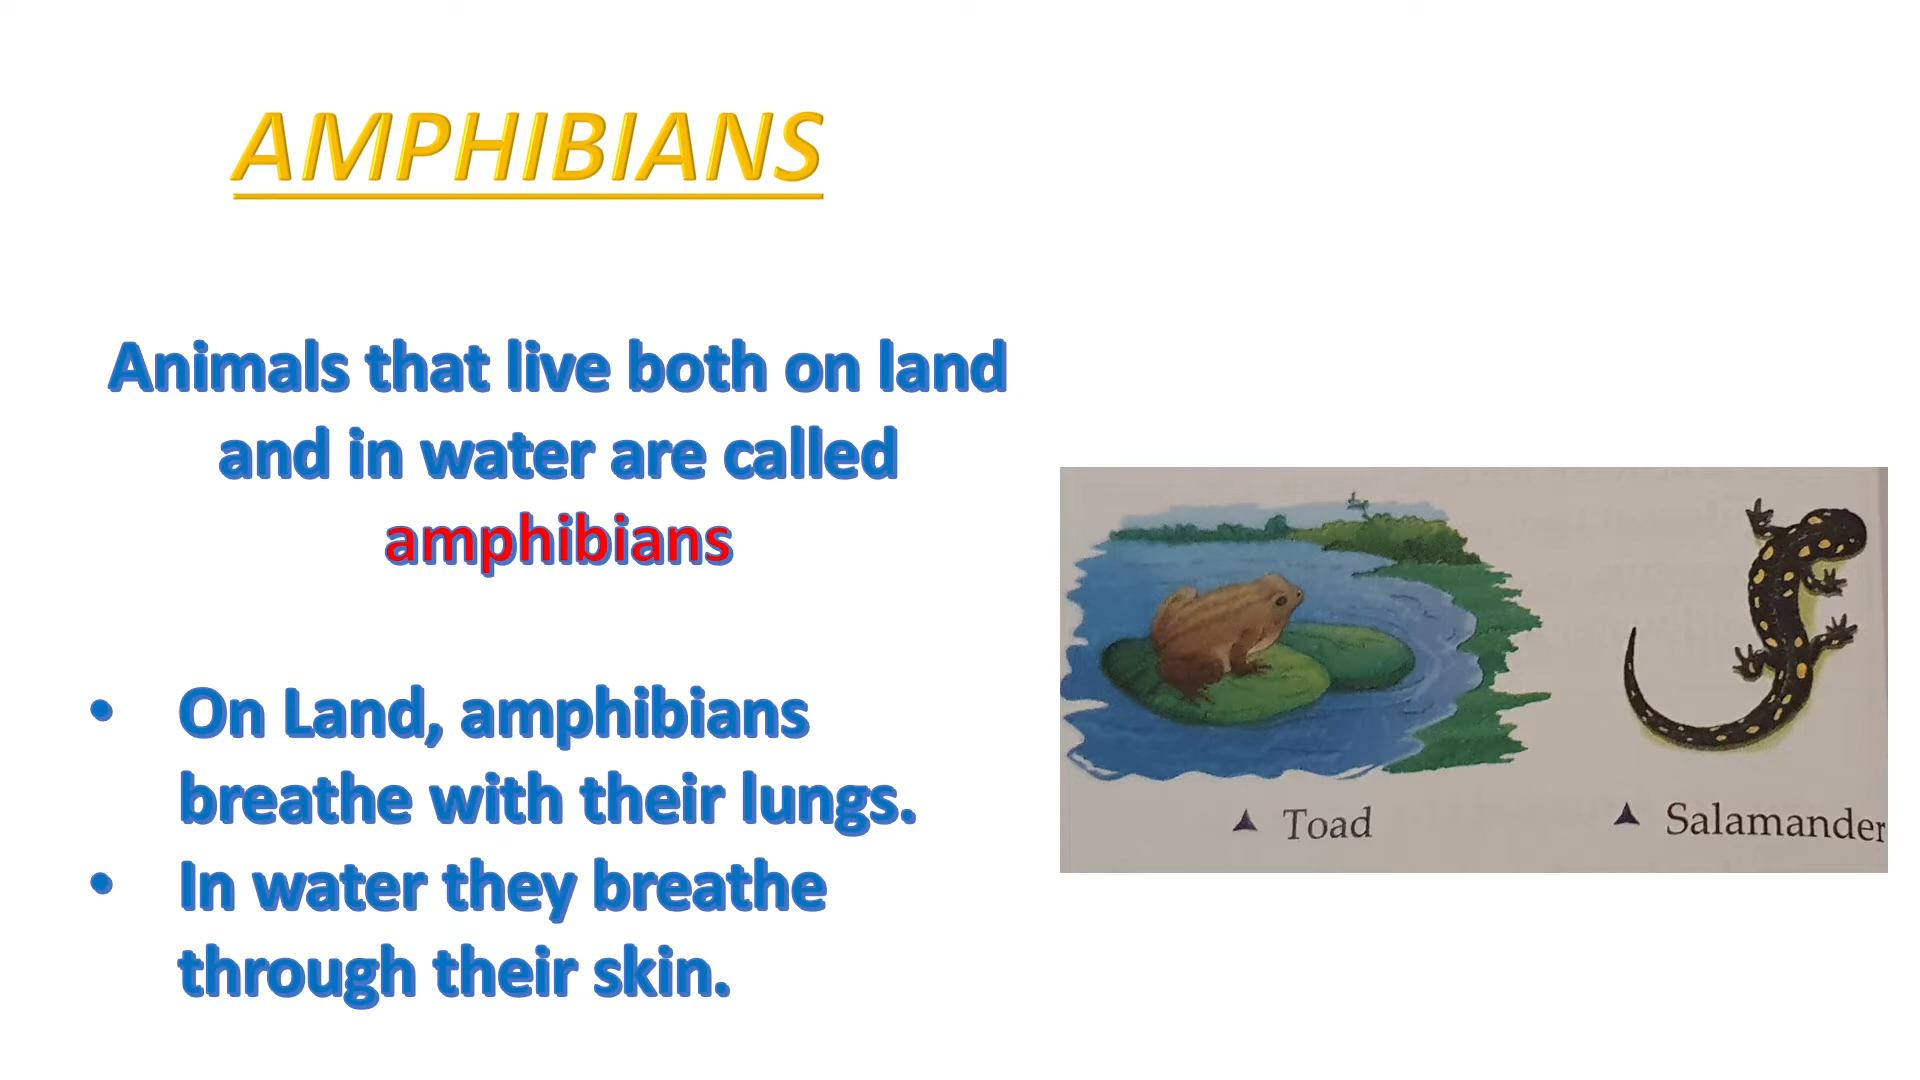 AMPHIBIANS
Animals that live both on land
and in water are called
amphibians
• On Land, amphibians
breathe with their lungs.
• In water they breathe
through their skin.
▲ Toad
▲ Salamander